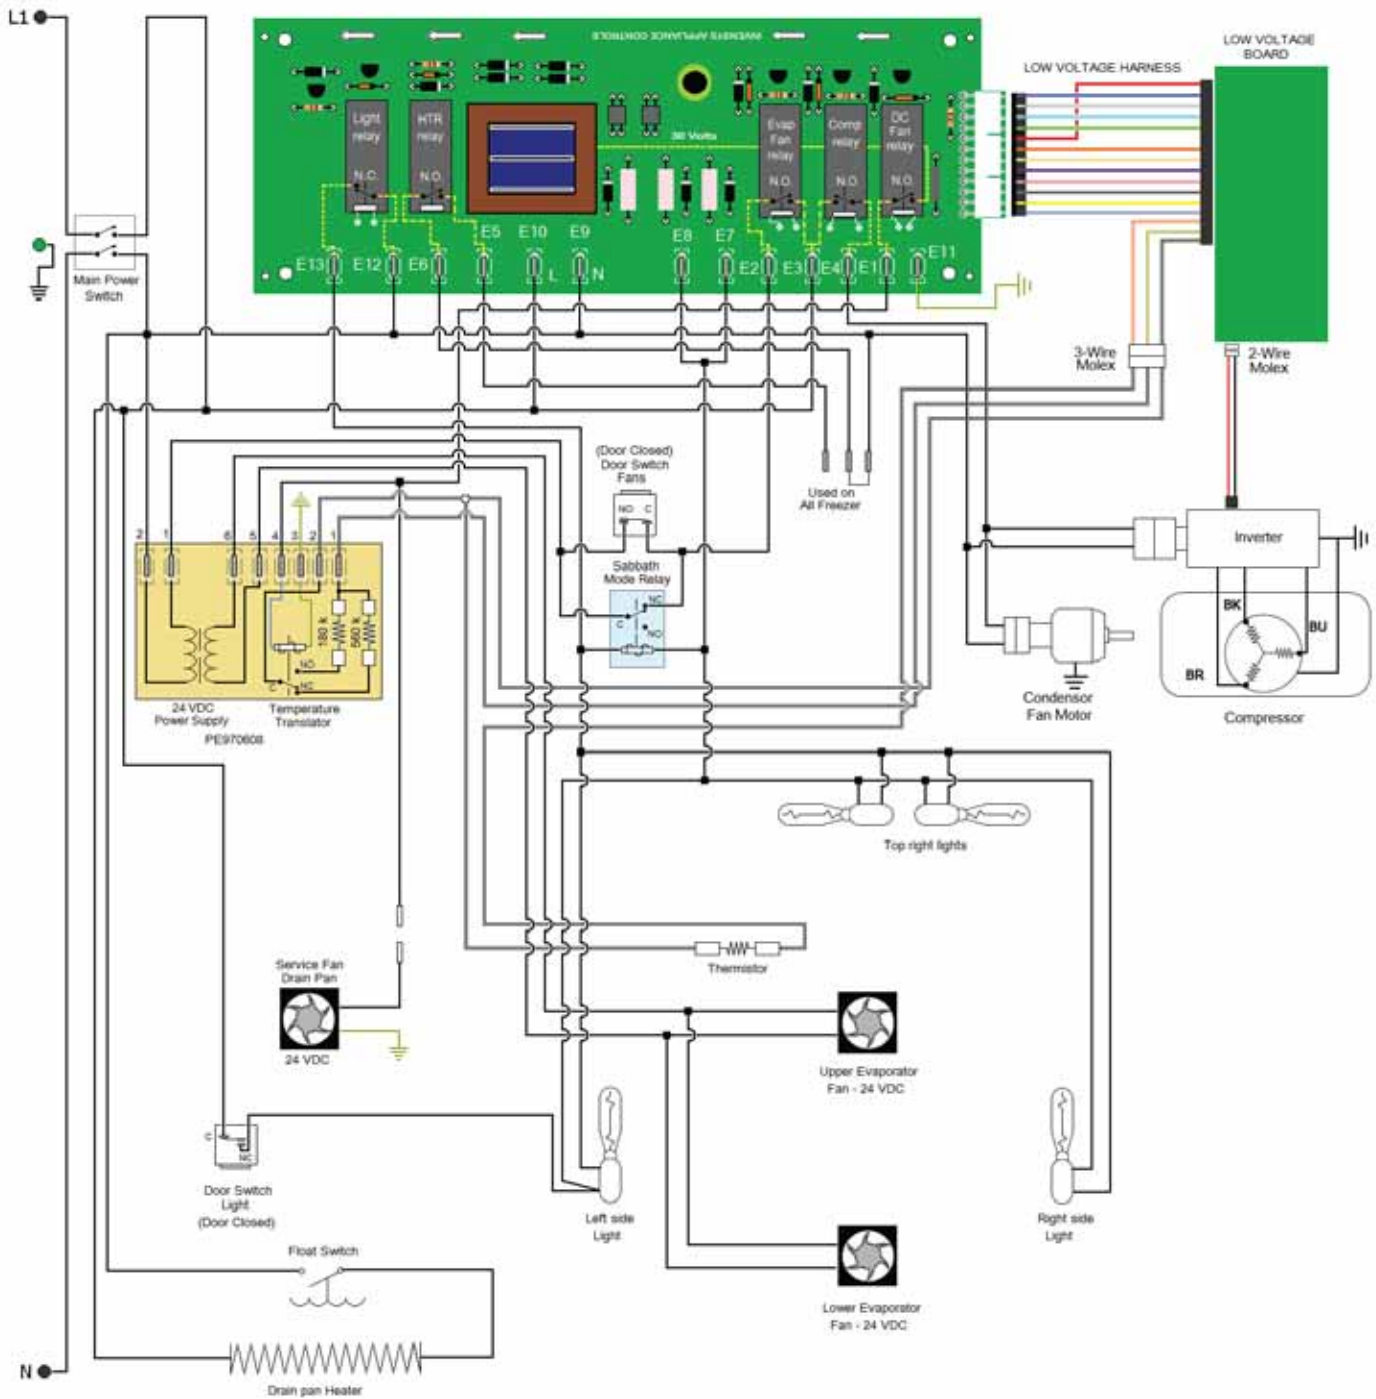 L1
LOW VOLTAGE
BOARD
LOW VOLTAGE HARNESS
INVENSYS APPLIANCE CONTROLS
Light
relay
N.C.
HTR
relay
N.O.
30 Volts
Evap
Fan
relay
N.O.
Comp
relay
N.O.
DC
Fan
relay
N.O.
E13
E12
E6
E5
E10
L
E9
N
E8
E7
E2
E3
E4
E1
E11
Main Power
Switch
3-Wire
Molex
2-Wire
Molex
(Door Closed)
Door Switch
Fans
NO C
Used on
All Freezer
Sabbath
Mode Relay
NC
C
NO
2 1 6 5 4 3 2 1
180 k
560 k
NO
C
NC
24 VDC
Power Supply
Temperature
Translator
PE970608
Inverter
BK
BU
BR
Compressor
Condensor
Fan Motor
Top right lights
Thermistor
Service Fan
Drain Pan
24 VDC
Upper Evaporator
Fan - 24 VDC
C
NC
Door Switch
Light
(Door Closed)
Left side
Light
Right side
Light
Float Switch
Lower Evaporator
Fan - 24 VDC
N
Drain pan Heater